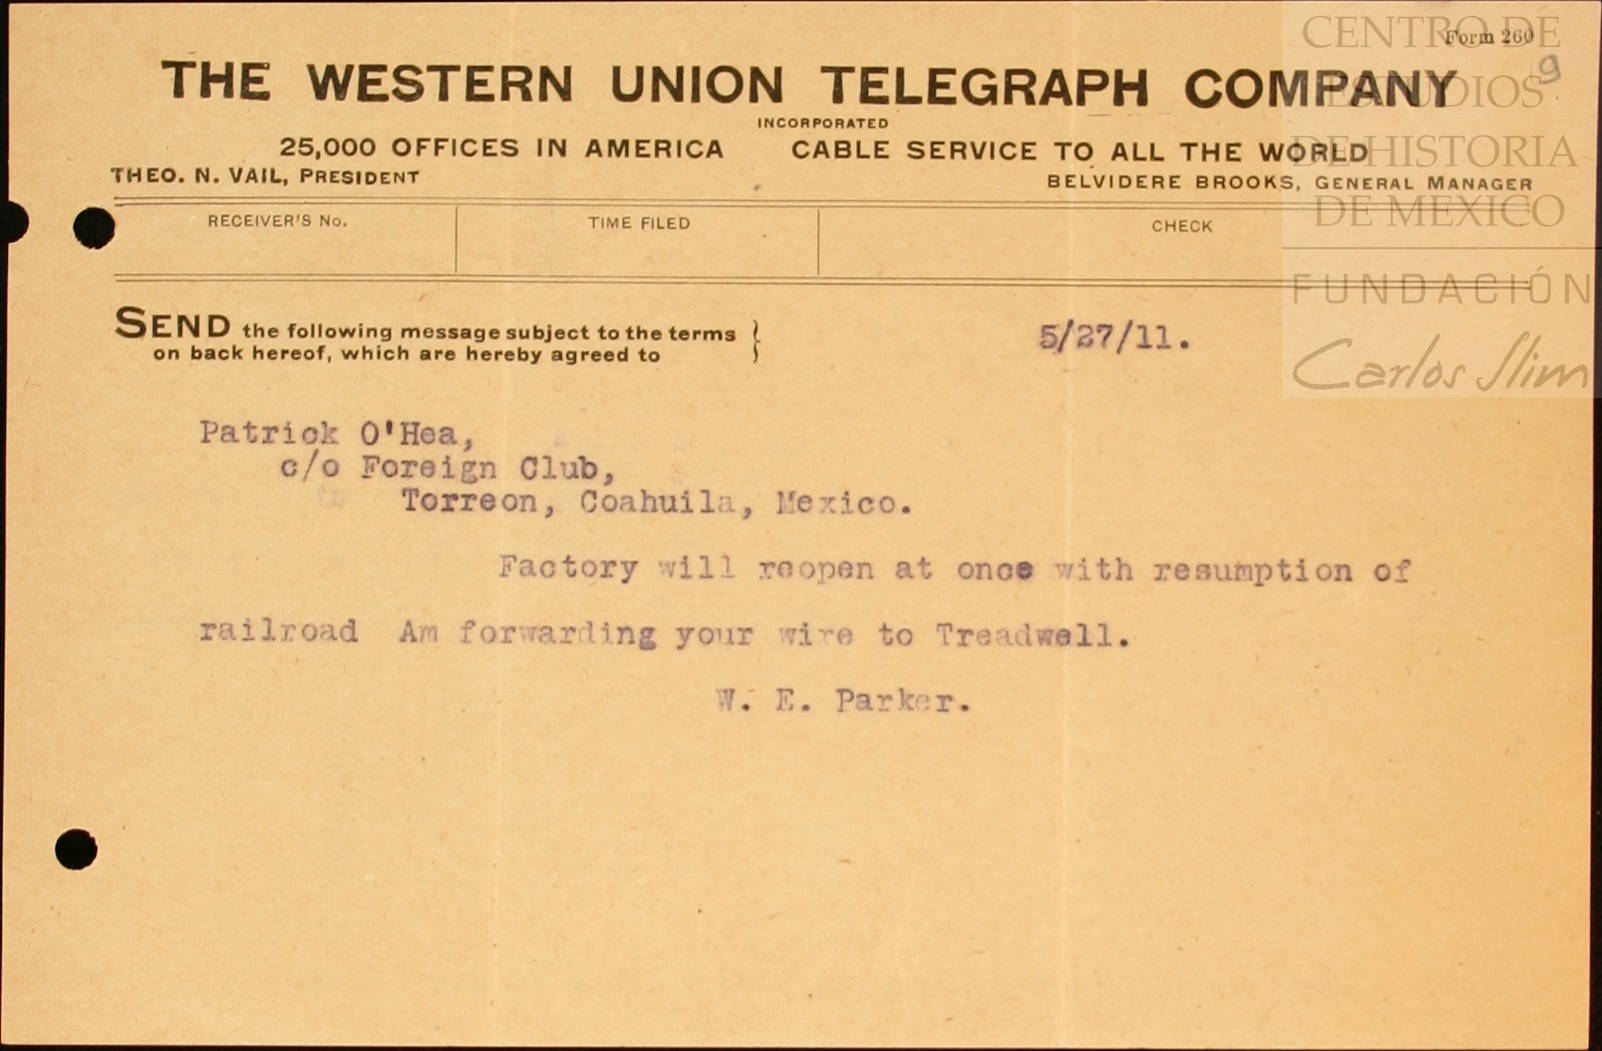 Form 260
9
THE WESTERN UNION TELEGRAPH COMPANY
INCORPORATED
25,000 OFFICES IN AMERICA CABLE SERVICE TO ALL THE WORLD
THEO. N. VAIL, PRESIDENT BELVIDERE BROOKS, GENERAL MANAGER
RECEIVER'S No. TIME FILED CHECK
SEND the following message subject to the terms
on back hereof, which are hereby agreed to
5/27/11.
Patrick O'Hea,
c/o Foreign Club,
Torreon, Coahuila, Mexico.
Factory will reopen at once with resumption of
railroad Am forwarding your wire to Treadwell.
W. E. Parker.
CENTRO DE
ESTUDIOS
DE HISTORIA
DE MEXICO
FUNDACIÓN
Carlos Slim